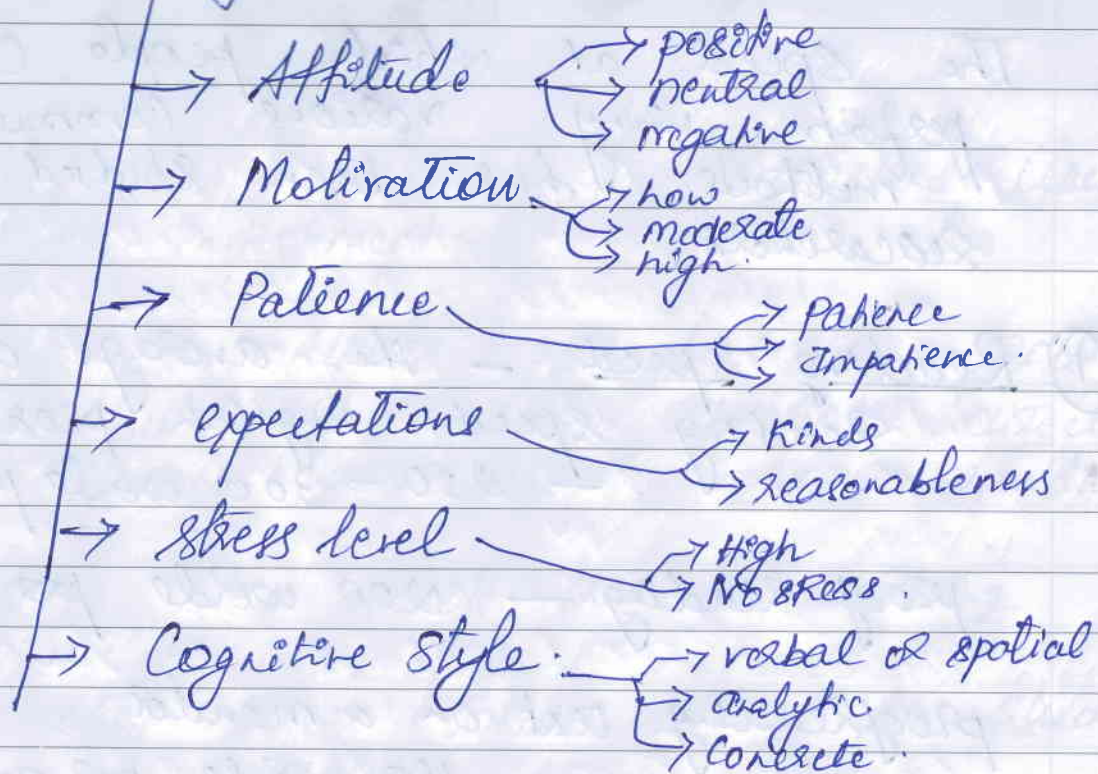 → Attitude → positive
→ neutral
→ negative
→ Motivation → low
→ moderate
→ high.
→ Patience → patience
→ Impatience.
→
→ expectations → Kinds
→ reasonableness
→ stress level → High
→ No stress.
→ Cognitive style. → verbal or spatial
→ analytic
→ Concrete.